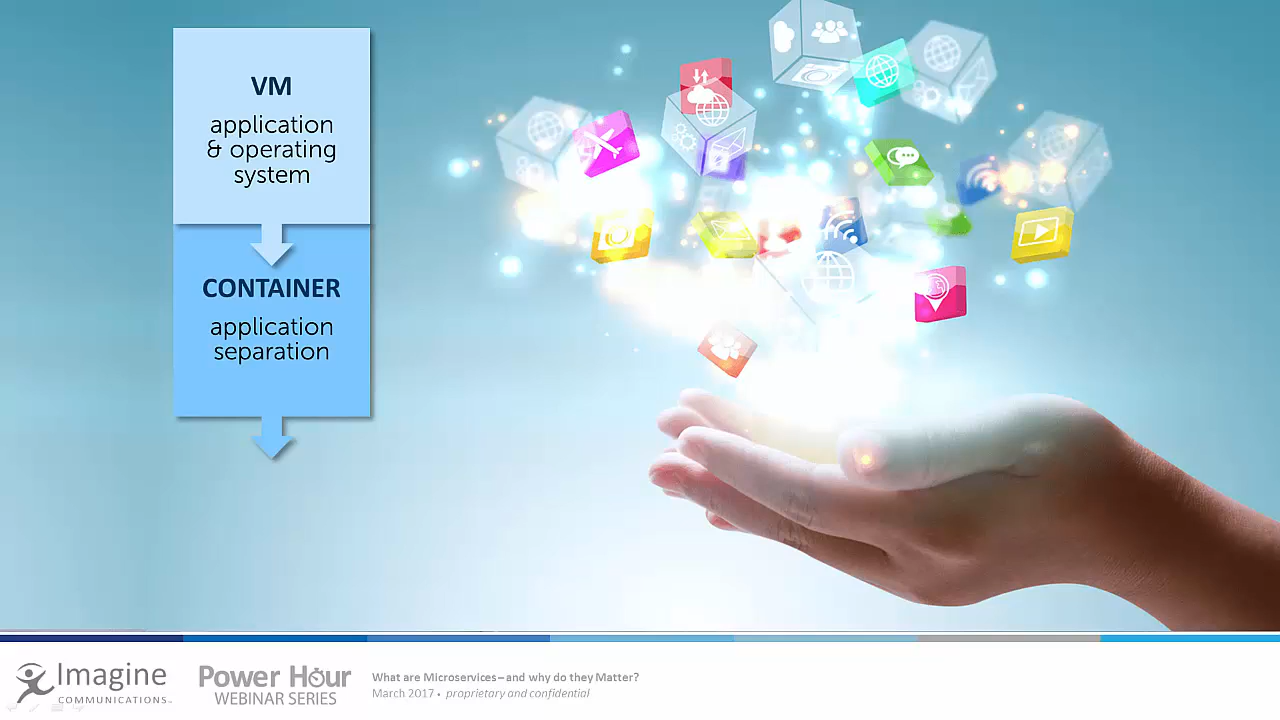 VM
application
& operating
system
CONTAINER
application
separation
Imagine
COMMUNICATIONS™
Power Hour
WEBINAR SERIES
What are Microservices – and why do they Matter?
March 2017 • proprietary and confidential